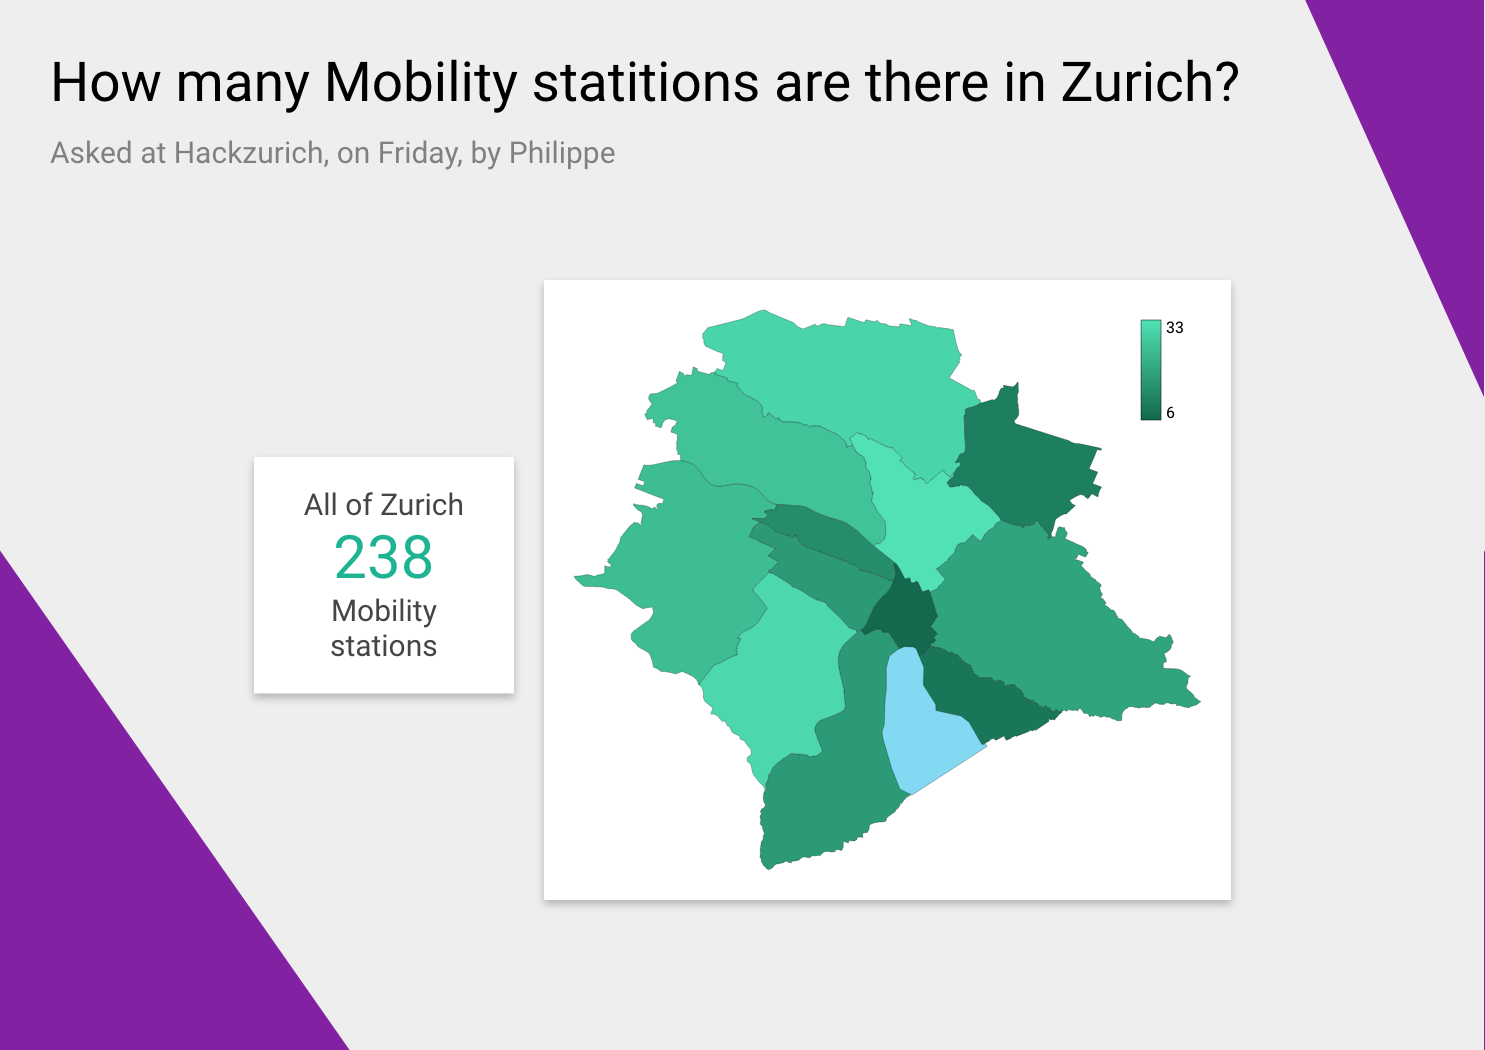 How many Mobility statitions are there in Zurich?
Asked at Hackzurich, on Friday, by Philippe
33
6
All of Zurich
238
Mobility
stations